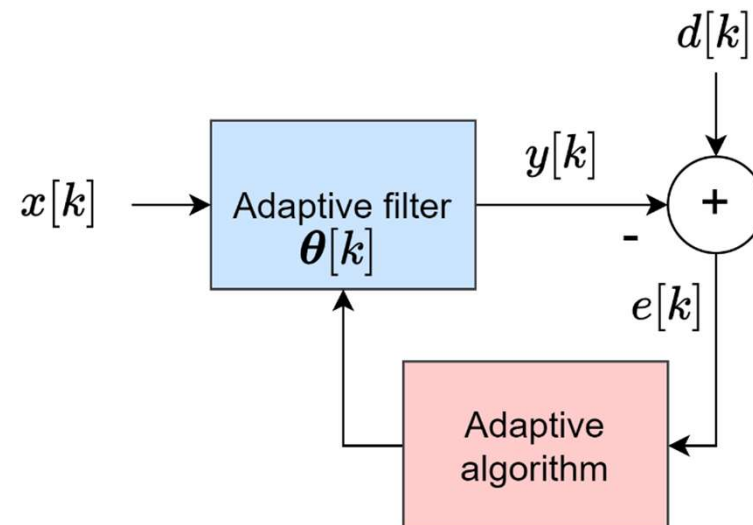 d[k]
y[k]
x[k]
Adaptive filter
θ[k]
+
-
e[k]
Adaptive
algorithm